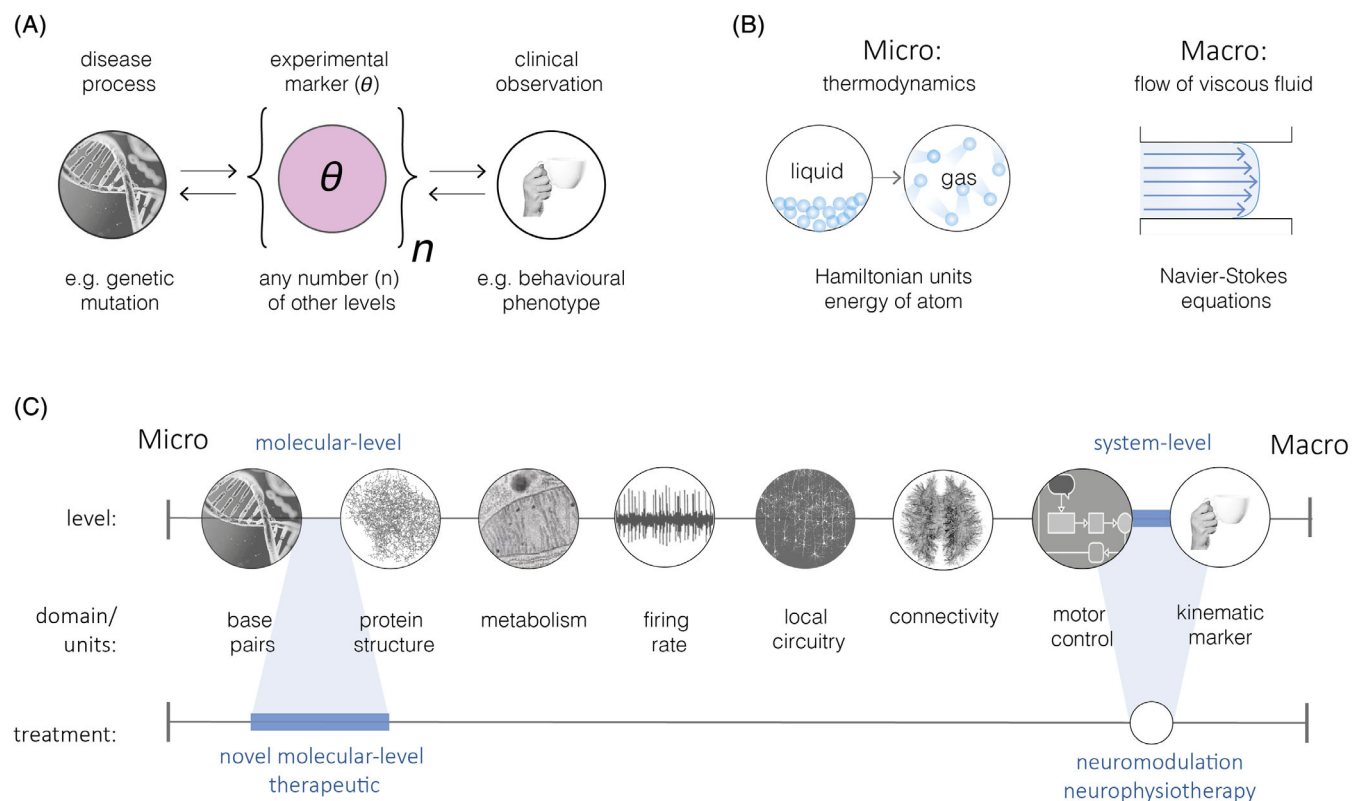 (A)
disease
process
experimental
marker (θ)
clinical
observation
θ
n
e.g. genetic
mutation
any number (n)
of other levels
e.g. behavioural
phenotype
(B)
Micro:
thermodynamics
Macro:
flow of viscous fluid
liquid
gas
Hamiltonian units
energy of atom
Navier-Stokes
equations
(C)
Micro
molecular-level
system-level
Macro
level:
domain/
units:
base
pairs
protein
structure
metabolism
firing
rate
local
circuitry
connectivity
motor
control
kinematic
marker
treatment:
novel molecular-level
therapeutic
neuromodulation
neurophysiotherapy